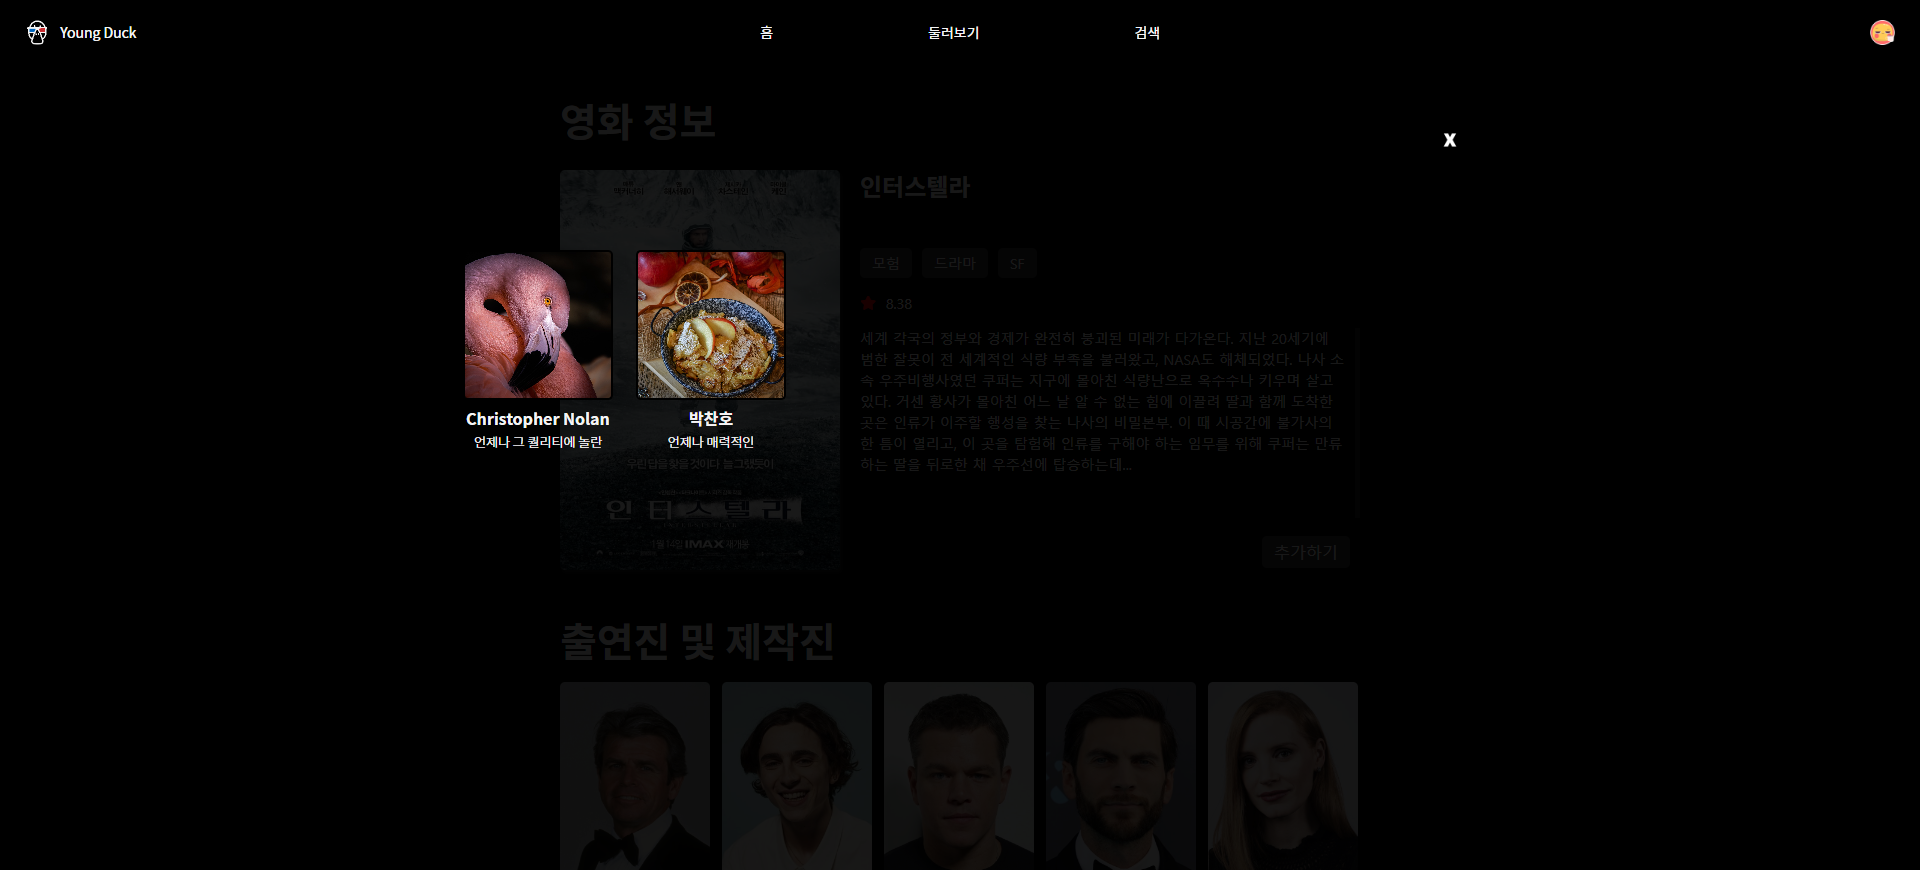 Young Duck
홈
둘러보기
검색
영화 정보
X
인터스텔라
모험
드라마
SF
8.38
세계 각국의 정부와 경제가 완전히 붕괴된 미래가 다가온다. 지난 20세기에
범한 잘못이 전 세계적인 식량 부족을 불러왔고, NASA도 해체되었다. 나사 소
속 우주비행사였던 쿠퍼는 지구에 몰아친 식량난으로 옥수수나 키우며 살고
있다. 거센 황사가 몰아친 어느 날 알 수 없는 힘에 이끌려 딸과 함께 도착한
곳은 인류가 이주할 행성을 찾는 나사의 비밀본부. 이 때 시공간에 불가사의
한 틈이 열리고, 이 곳을 탐험해 인류를 구해야 하는 임무를 위해 쿠퍼는 만류
하는 딸을 뒤로한 채 우주선에 탑승하는데...
Christopher Nolan
언제나 그 퀄리티에 놀란
박찬호
언제나 매력적인
우린 답을 찾을 것이다 늘 그랬듯이
인터스텔라
1월 14일 IMAX 재개봉
추가하기
출연진 및 제작진